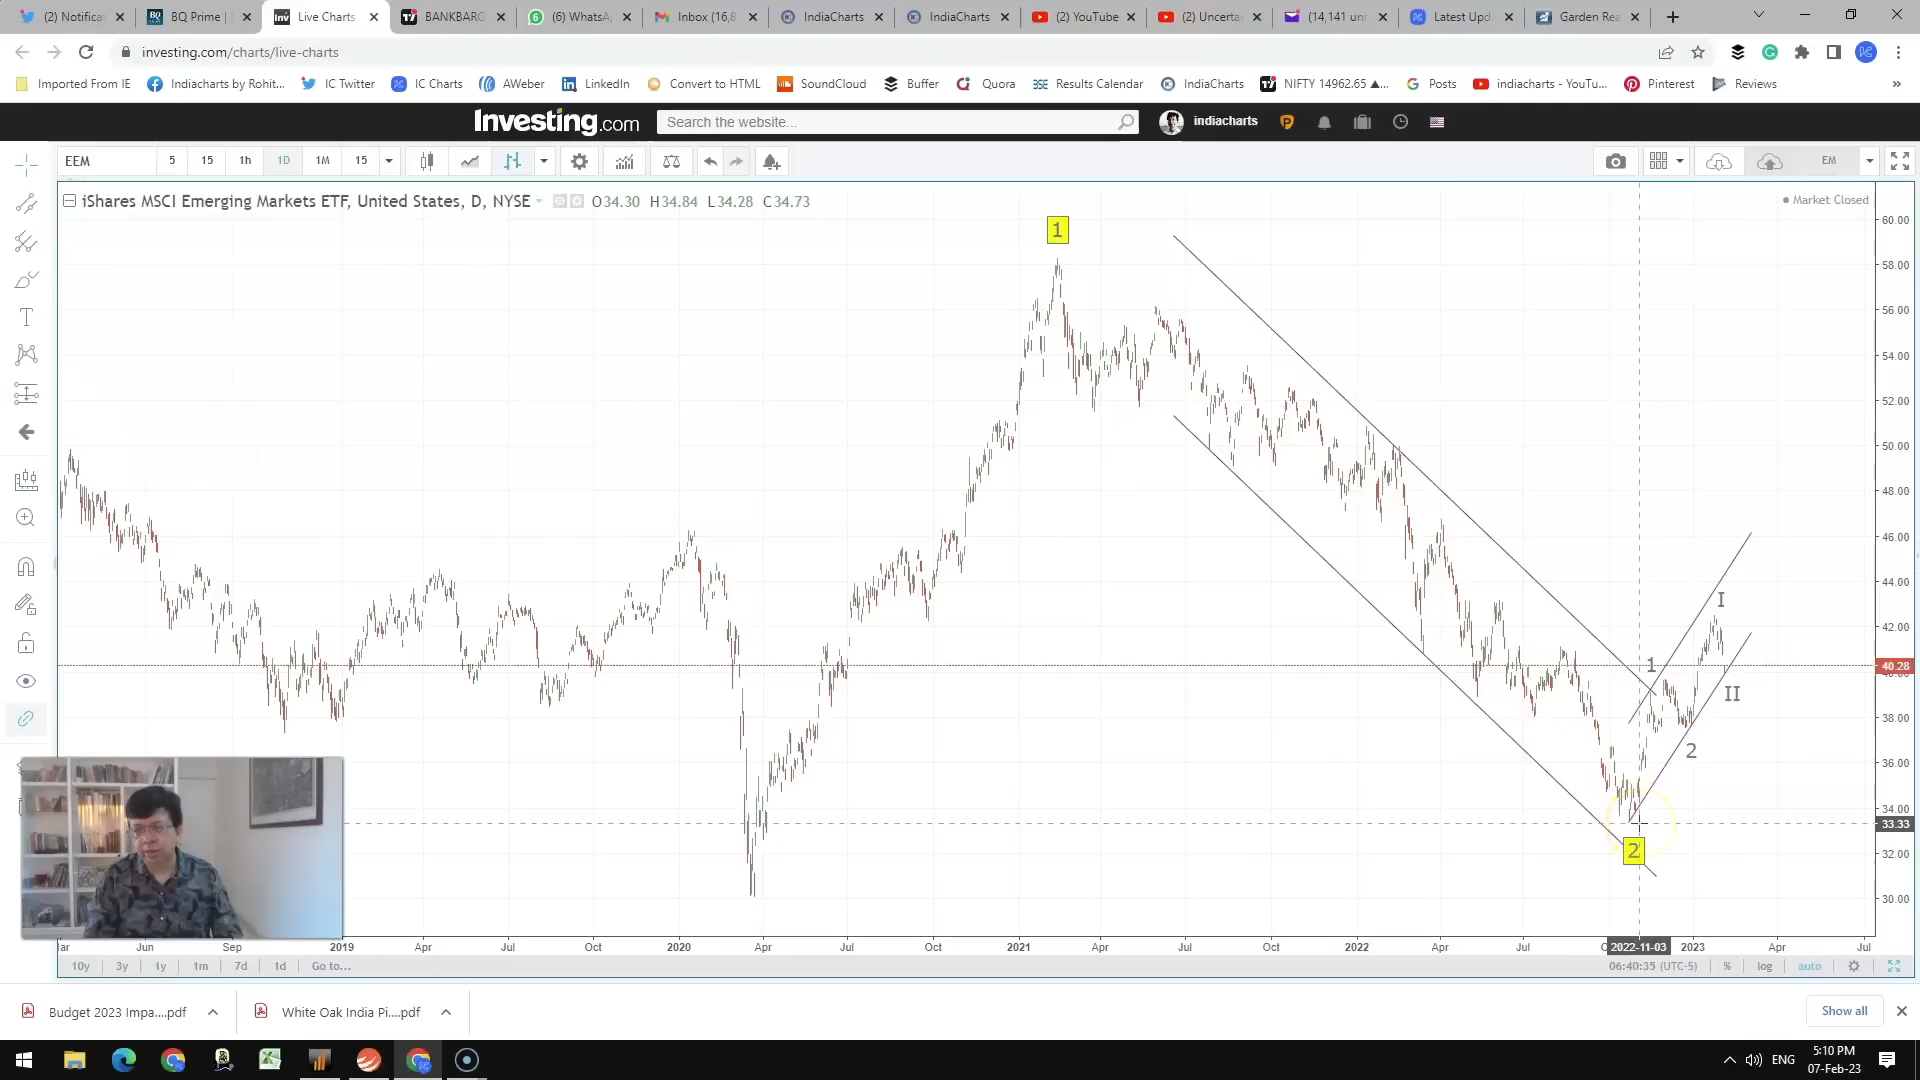 (2) Notifica
BQ Prime |
Live Charts
BANKBARC
(6) WhatsA
Inbox (16,8
IndiaCharts
IndiaCharts
(2) YouTube
(2) Uncerta
(14,141 unr
Latest Upd
Garden Rea
investing.com/charts/live-charts
Imported From IE
Indiacharts by Rohit...
IC Twitter
IC Charts
AWeber
LinkedIn
Convert to HTML
SoundCloud
Buffer
Quora
Results Calendar
IndiaCharts
NIFTY 14962.65 ▲...
Posts
indiacharts - YouTu...
Pinterest
Reviews
»
Investing.com
Search the website...
indiacharts
EEM
5
15
1h
1D
1M
15
EM
iShares MSCI Emerging Markets ETF, United States, D, NYSE
O34.30 H34.84 L34.28 C34.73
Market Closed
60.00
58.00
56.00
54.00
52.00
50.00
48.00
46.00
44.00
42.00
40.28
38.00
36.00
34.00
33.33
32.00
30.00
1
I
1
II
2
2
Jun
Sep
2019
Apr
Jul
Oct
2020
Apr
Jul
Oct
2021
Apr
Jul
Oct
2022
Apr
Jul
2022-11-03
2023
Apr
Jul
10y
3y
1y
1m
7d
1d
Go to...
06:40:35 (UTC-5)
%
log
auto
Budget 2023 Impa....pdf
White Oak India Pi....pdf
Show all
ENG
5:10 PM
07-Feb-23